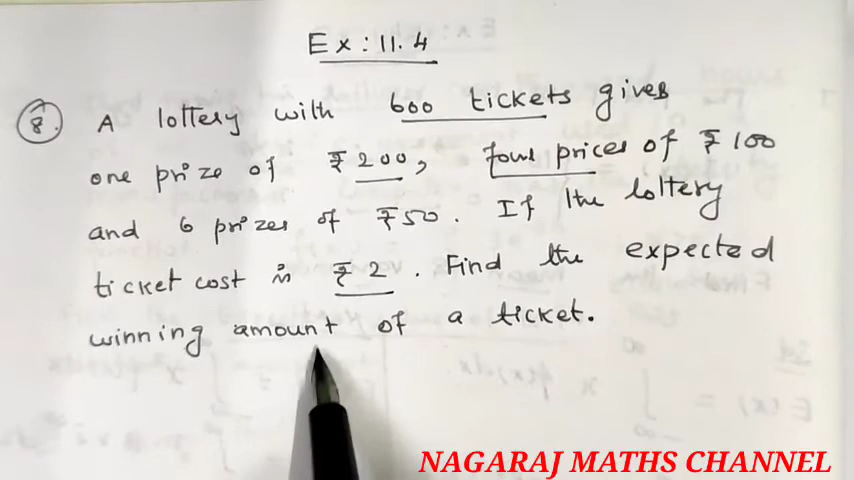 Ex: 11.4
8. A lottery with 600 tickets gives
one prize of ₹200, four prices of ₹100
and 6 prizes of ₹50. If the lottery
ticket cost is ₹2. Find the expected
winning amount of a ticket.
NAGARAJ MATHS CHANNEL